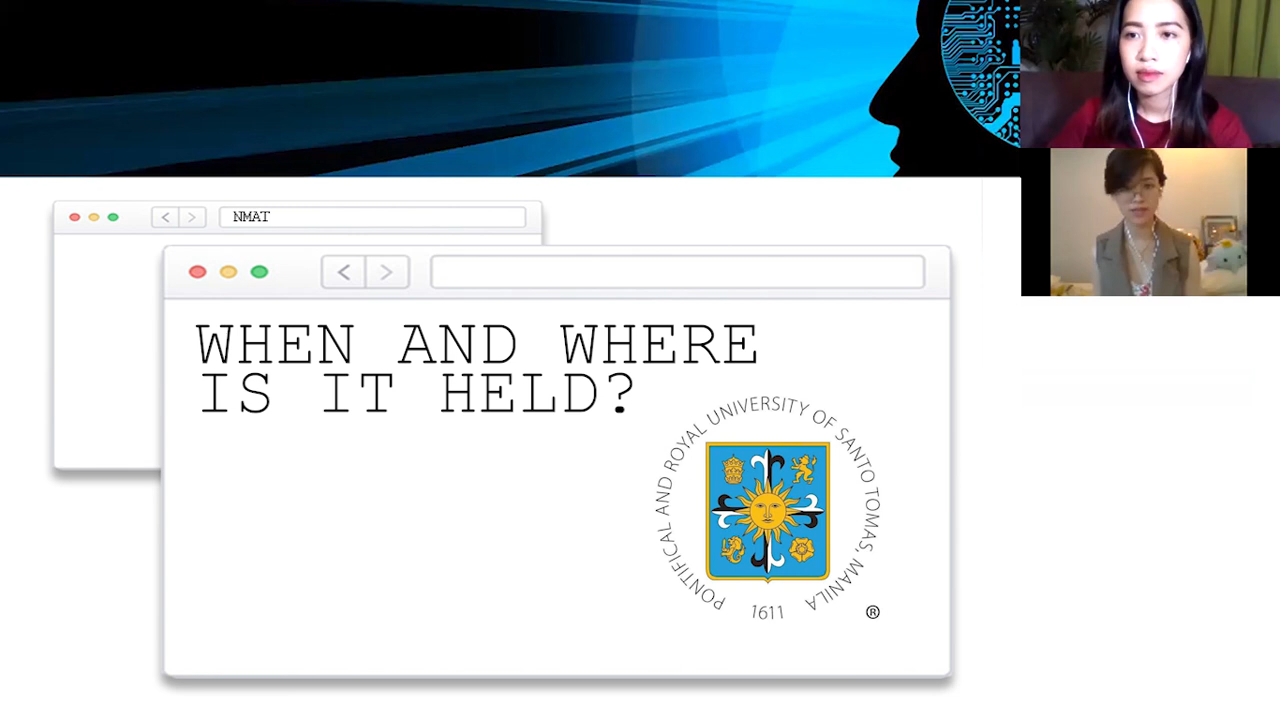 NMAT
WHEN AND WHERE
IS IT HELD?
PONTIFICAL AND ROYAL UNIVERSITY OF SANTO TOMAS, MANILA
1611
®